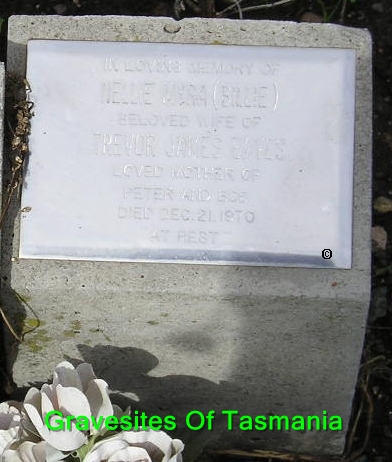 IN LOVING MEMORY OF
NELLIE MYRA (BILLIE)
BELOVED WIFE OF
TREVOR JAMES
LOVED MOTHER OF
PETER AND BOB
DIED DEC. 21. 1970
AT REST
©
Gravesites Of Tasmania